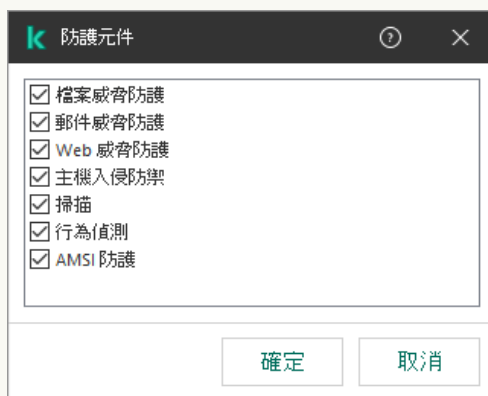 防護元件
檔案威脅防護
郵件威脅防護
Web 威脅防護
主機入侵防禦
掃描
行為偵測
AMSI 防護
確定
取消